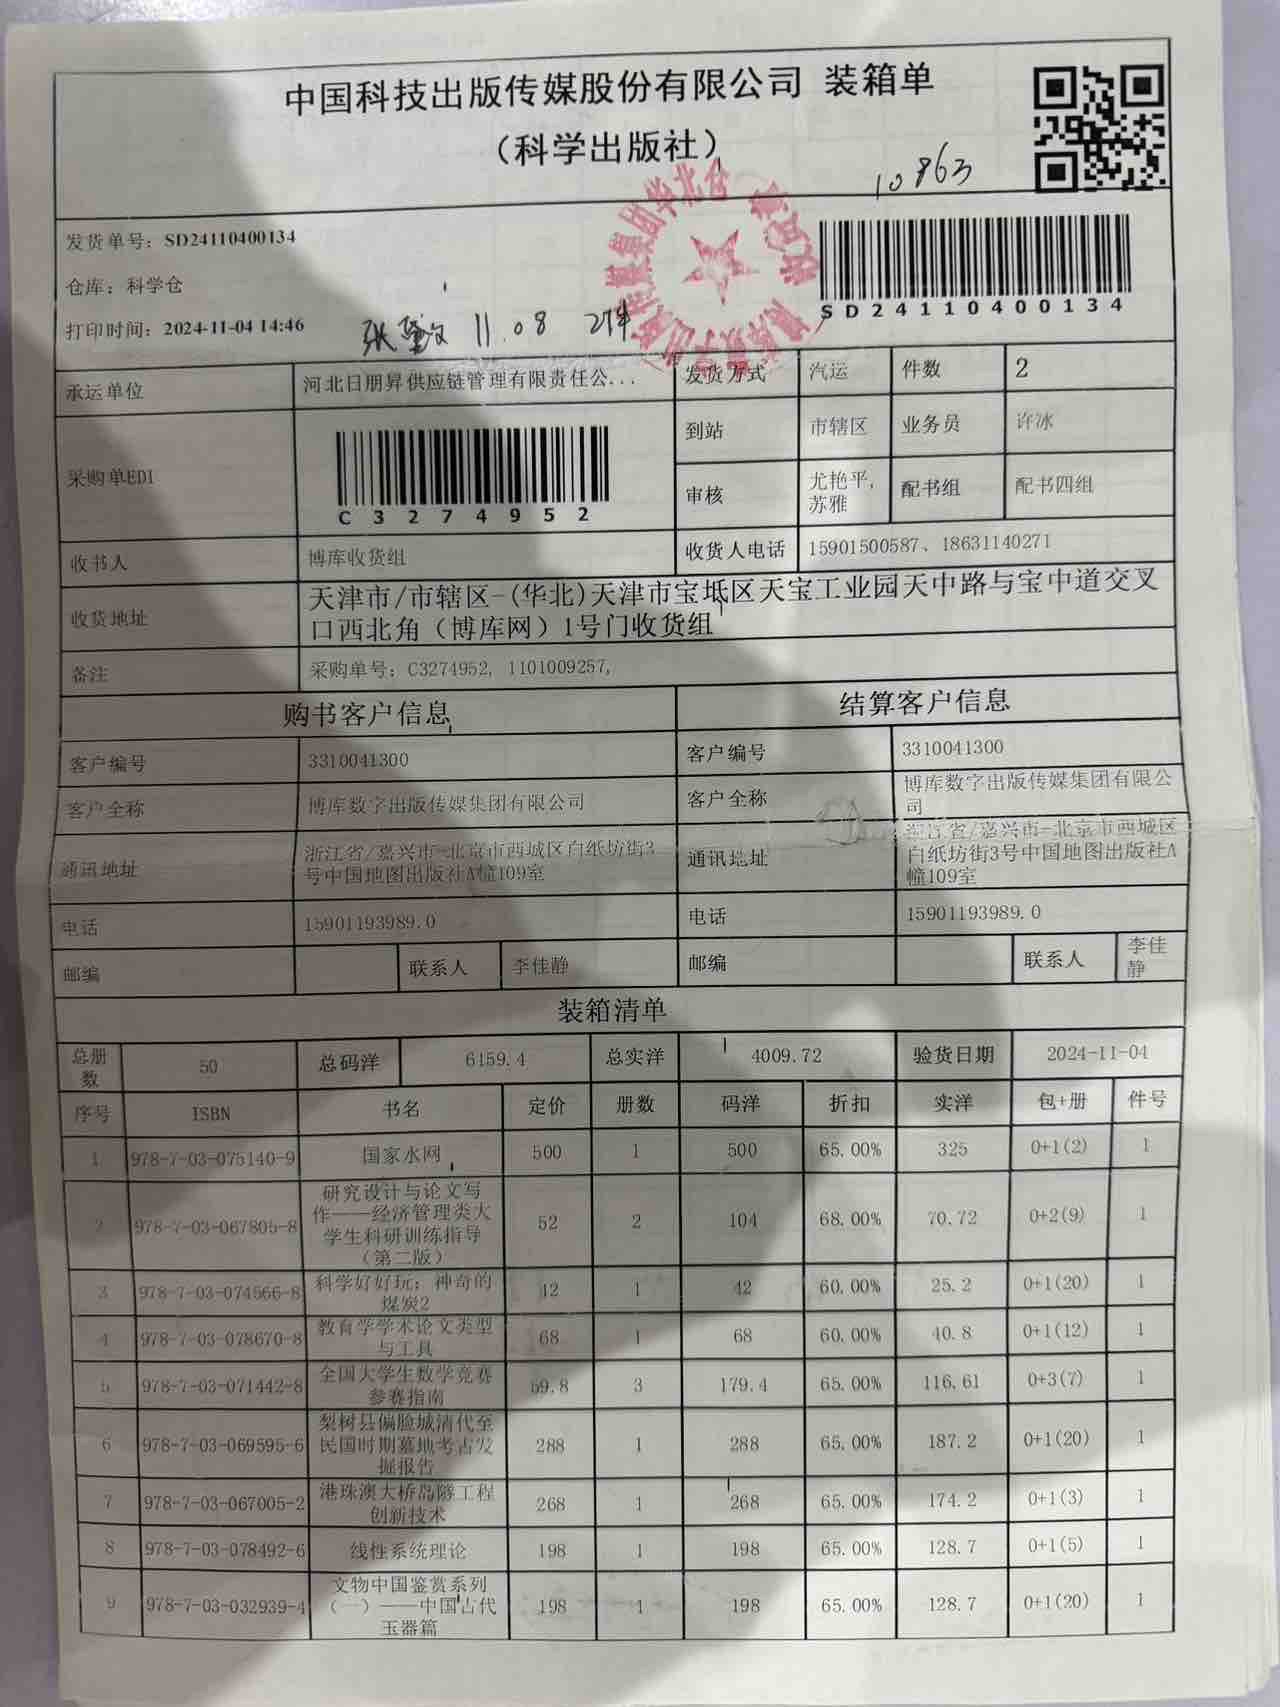 中国科技出版传媒股份有限公司 装箱单
（科学出版社）
10863
发货单号：SD24110400134
仓库：科学仓
打印时间：2024-11-04 14:46
11.08 2件
SD24110400134
承运单位 河北日朋昇供应链管理有限责任公... 发货方式 汽运 件数 2
采购单EDI C3274952 到站 市辖区 业务员 许冰
审核 尤艳平, 苏雅 配书组 配书四组
收书人 博库收货组 收货人电话 15901500587、18631140271
收货地址 天津市/市辖区-(华北)天津市宝坻区天宝工业园天中路与宝中道交叉
口西北角（博库网）1号门收货组
备注 采购单号：C3274952, 1101009257,
购书客户信息 结算客户信息
客户编号 3310041300 客户编号 3310041300
客户全称 博库数字出版传媒集团有限公司 客户全称 博库数字出版传媒集团有限公
司
通讯地址 浙江省/嘉兴市-北京市西城区白纸坊街3
号中国地图出版社A幢109室
通讯地址 浙江省/嘉兴市-北京市西城区
白纸坊街3号中国地图出版社A
幢109室
电话 15901193989.0 电话 15901193989.0
邮编 联系人 李佳静 邮编 联系人 李佳
静
装箱清单
总册数 50 总码洋 6159.4 总实洋 4009.72 验货日期 2024-11-04
序号 ISBN 书名 定价 册数 码洋 折扣 实洋 包+册 件号
1 978-7-03-075140-9 国家水网 500 1 500 65.00% 325 0+1(2) 1
2 978-7-03-067805-8 研究设计与论文写
作——经济管理类大
学生科研训练指导
（第二版） 52 2 104 68.00% 70.72 0+2(9) 1
3 978-7-03-074566-8 科学好好玩：神奇的
煤炭2 42 1 42 60.00% 25.2 0+1(20) 1
4 978-7-03-078670-8 教育学学术论文类型
与工具 68 1 68 60.00% 40.8 0+1(12) 1
5 978-7-03-071442-8 全国大学生数学竞赛
参赛指南 59.8 3 179.4 65.00% 116.61 0+3(7) 1
6 978-7-03-069595-6 梨树县偏脸城清代至
民国时期墓地考古发
掘报告 288 1 288 65.00% 187.2 0+1(20) 1
7 978-7-03-067005-2 港珠澳大桥岛隧工程
创新技术 268 1 268 65.00% 174.2 0+1(3) 1
8 978-7-03-078492-6 线性系统理论 198 1 198 65.00% 128.7 0+1(5) 1
9 978-7-03-032939-4 文物中国鉴赏系列
（一）——中国古代
玉器篇 198 1 198 65.00% 128.7 0+1(20) 1